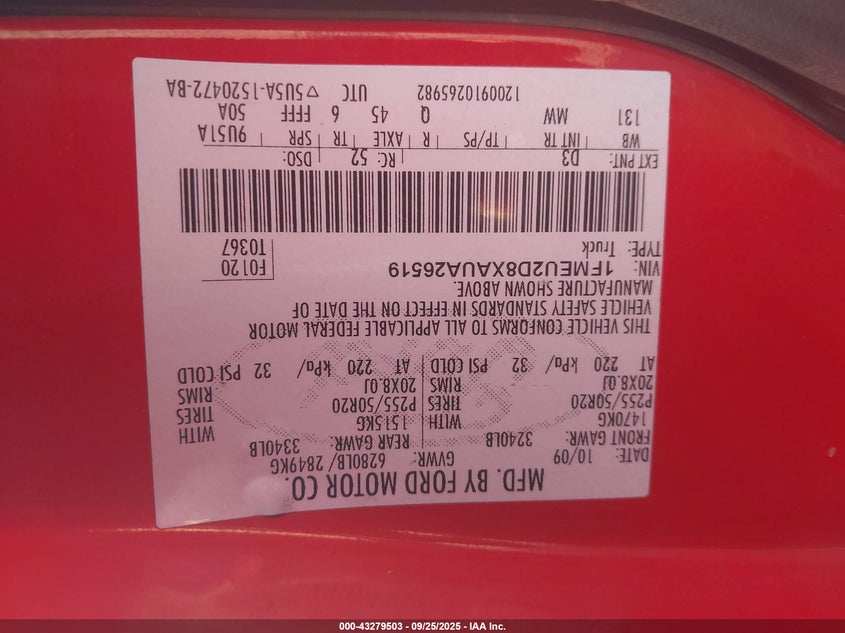 MFD. BY FORD MOTOR CO.
DATE: 10/09 GVWR: 6280LB/ 2849KG
FRONT GAWR: 3240LB REAR GAWR: 3340LB
1470KG WITH 1515KG WITH
P255/50R20 TIRES P255/50R20 TIRES
20X8.0J RIMS 20X8.0J RIMS
AT 220 kPa/ 32 PSI COLD AT 220 kPa/ 32 PSI COLD
THIS VEHICLE CONFORMS TO ALL APPLICABLE FEDERAL MOTOR
VEHICLE SAFETY STANDARDS IN EFFECT ON THE DATE OF
MANUFACTURE SHOWN ABOVE.
VIN: 1FMEU2D8XAUA26519 F0120
TYPE: Truck T0367
EXT PNT: D3 RC: 52 DSO:
WB INT TR TP/PS R AXLE TR SPR 9U51A
131 MW Q 45 6 FFFF 50A
1200910265982 UTC ▽5U5A-1520472-BA
000-43279503 — 09/25/2025 - IAA Inc.